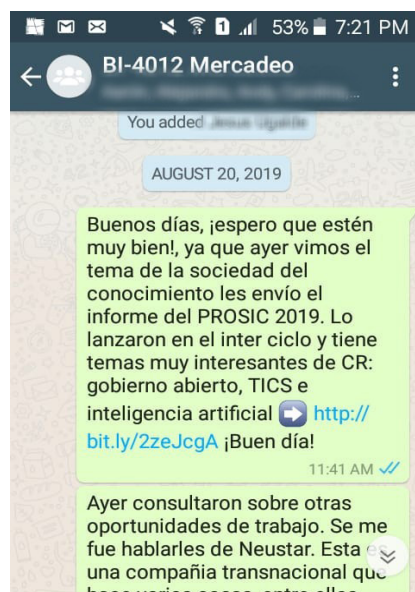 1 53% 7:21 PM
BI-4012 Mercadeo
You added
AUGUST 20, 2019
Buenos días, ¡espero que estén
muy bien!, ya que ayer vimos el
tema de la sociedad del
conocimiento les envío el
informe del PROSIC 2019. Lo
lanzaron en el inter ciclo y tiene
temas muy interesantes de CR:
gobierno abierto, TICS e
inteligencia artificial ➡ http://
bit.ly/2zeJcgA ¡Buen día!
11:41 AM
Ayer consultaron sobre otras
oportunidades de trabajo. Se me
fue hablarles de Neustar. Esta es
una compañia transnacional que